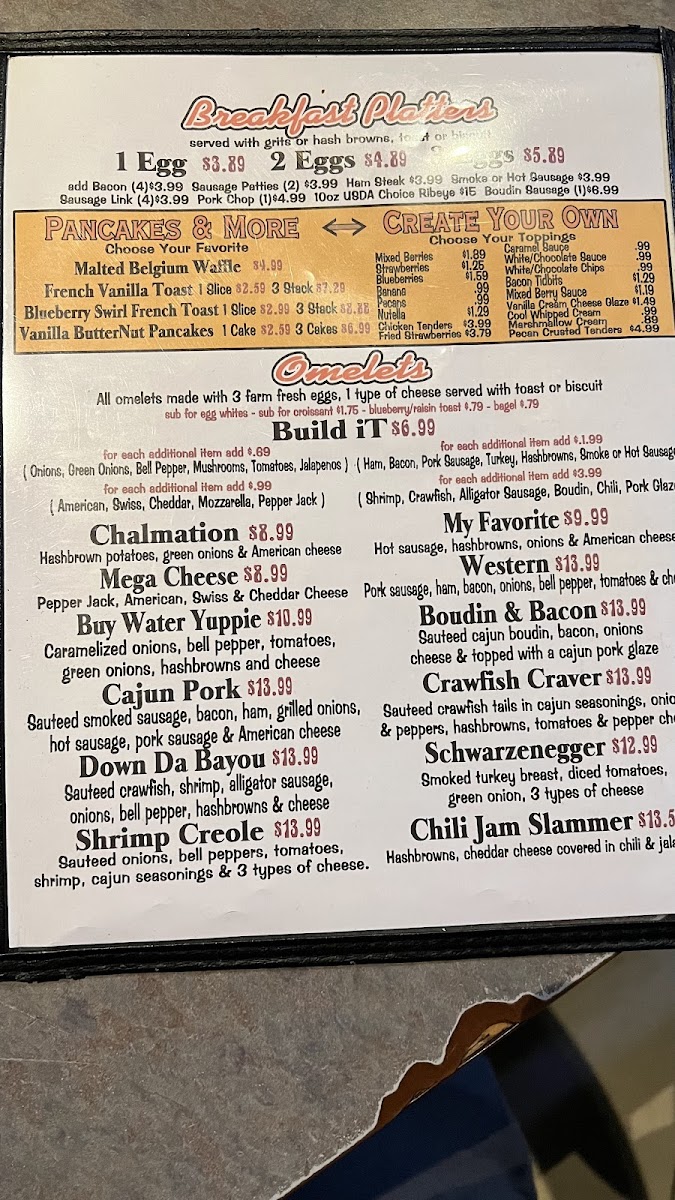 Breakfast Platters
served with grits or hash browns, toast or biscuit
1 Egg $3.89 2 Eggs $4.89 3 Eggs $5.89
add Bacon (4)$3.99 Sausage Patties (2) $3.99 Ham Steak $3.99 Smoke or Hot Sausage $3.99
Sausage Link (4)$3.99 Pork Chop (1)$4.99 10oz USDA Choice Ribeye $15 Boudin Sausage (1)$6.99
PANCAKES & MORE ↔ CREATE YOUR OWN
Choose Your Favorite
Malted Belgium Waffle $4.99
French Vanilla Toast 1 Slice $2.59 3 Stack $7.29
Blueberry Swirl French Toast 1 Slice $2.99 3 Stack $8.88
Vanilla ButterNut Pancakes 1 Cake $2.59 3 Cakes $6.99
Choose Your Toppings
Mixed Berries $1.89
Strawberries $1.25
Blueberries $1.59
Banana .99
Pecans .99
Nutella $1.29
Chicken Tenders $3.99
Fried Strawberries $3.79
Caramel Sauce .99
White/Chocolate Sauce .99
White/Chocolate Chips .99
Bacon Tidbits $1.29
Mixed Berry Sauce $1.19
Vanilla Cream Cheese Glaze $1.49
Cool Whipped Cream .99
Marshmallow Cream .89
Pecan Crusted Tenders $4.99
Omelets
All omelets made with 3 farm fresh eggs, 1 type of cheese served with toast or biscuit
sub for egg whites - sub for croissant $1.75 - blueberry/raisin toast $.79 - bagel $.79
Build iT $6.99
for each additional item add $.69
( Onions, Green Onions, Bell Pepper, Mushrooms, Tomatoes, Jalapenos )
for each additional item add $.99
( American, Swiss, Cheddar, Mozzarella, Pepper Jack )
for each additional item add $.1.99
( Ham, Bacon, Pork Sausage, Turkey, Hashbrowns, Smoke or Hot Sausag
for each additional item add $3.99
( Shrimp, Crawfish, Alligator Sausage, Boudin, Chili, Pork Glaz
Chalmation $8.99
Hashbrown potatoes, green onions & American cheese
Mega Cheese $8.99
Pepper Jack, American, Swiss & Cheddar Cheese
Buy Water Yuppie $10.99
Caramelized onions, bell pepper, tomatoes,
green onions, hashbrowns and cheese
Cajun Pork $13.99
Sauteed smoked sausage, bacon, ham, grilled onions,
hot sausage, pork sausage & American cheese
Down Da Bayou $13.99
Sauteed crawfish, shrimp, alligator sausage,
onions, bell pepper, hashbrowns & cheese
Shrimp Creole $13.99
Sauteed onions, bell peppers, tomatoes,
shrimp, cajun seasonings & 3 types of cheese.
My Favorite $9.99
Hot sausage, hashbrowns, onions & American cheese
Western $13.99
Pork sausage, ham, bacon, onions, bell pepper, tomatoes & ch
Boudin & Bacon $13.99
Sauteed cajun boudin, bacon, onions
cheese & topped with a cajun pork glaze
Crawfish Craver $13.99
Sauteed crawfish tails in cajun seasonings, onio
& peppers, hashbrowns, tomatoes & pepper ch
Schwarzenegger $12.99
Smoked turkey breast, diced tomatoes,
green onion, 3 types of cheese
Chili Jam Slammer $13.5
Hashbrowns, cheddar cheese covered in chili & jala